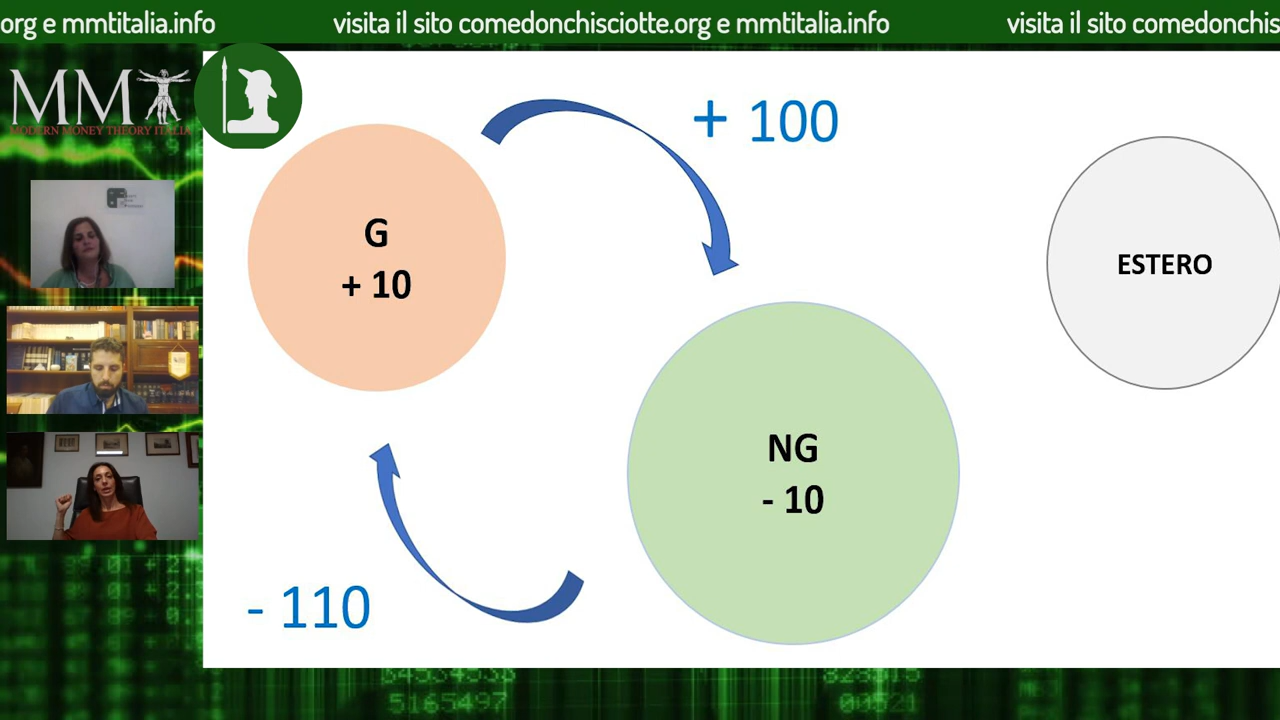 org e mmtitalia.info visita il sito comedonchisciotte.org e mmtitalia.info visita il sito comedonchis
MMT
MODERN MONEY THEORY ITALIA
+ 100
G
+ 10
ESTERO
NG
- 10
- 110
5165497